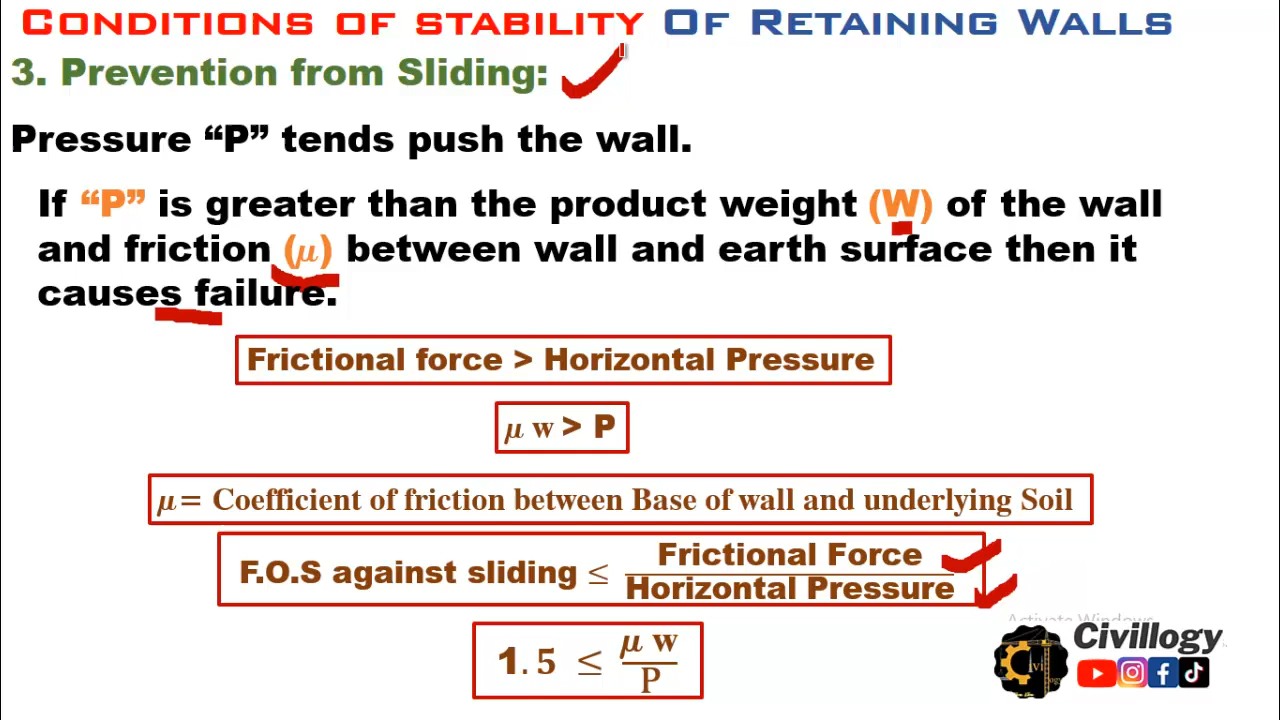 CONDITIONS OF STABILITY OF RETAINING WALLS
3. Prevention from Sliding:
Pressure “P” tends push the wall.
If “P” is greater than the product weight (W) of the wall
and friction (μ) between wall and earth surface then it
causes failure.
Frictional force > Horizontal Pressure
μ w > P
μ = Coefficient of friction between Base of wall and underlying Soil
F.O.S against sliding ≤ Frictional Force
Horizontal Pressure
1.5 ≤ μ w
P
Activate Windows
Civillogy